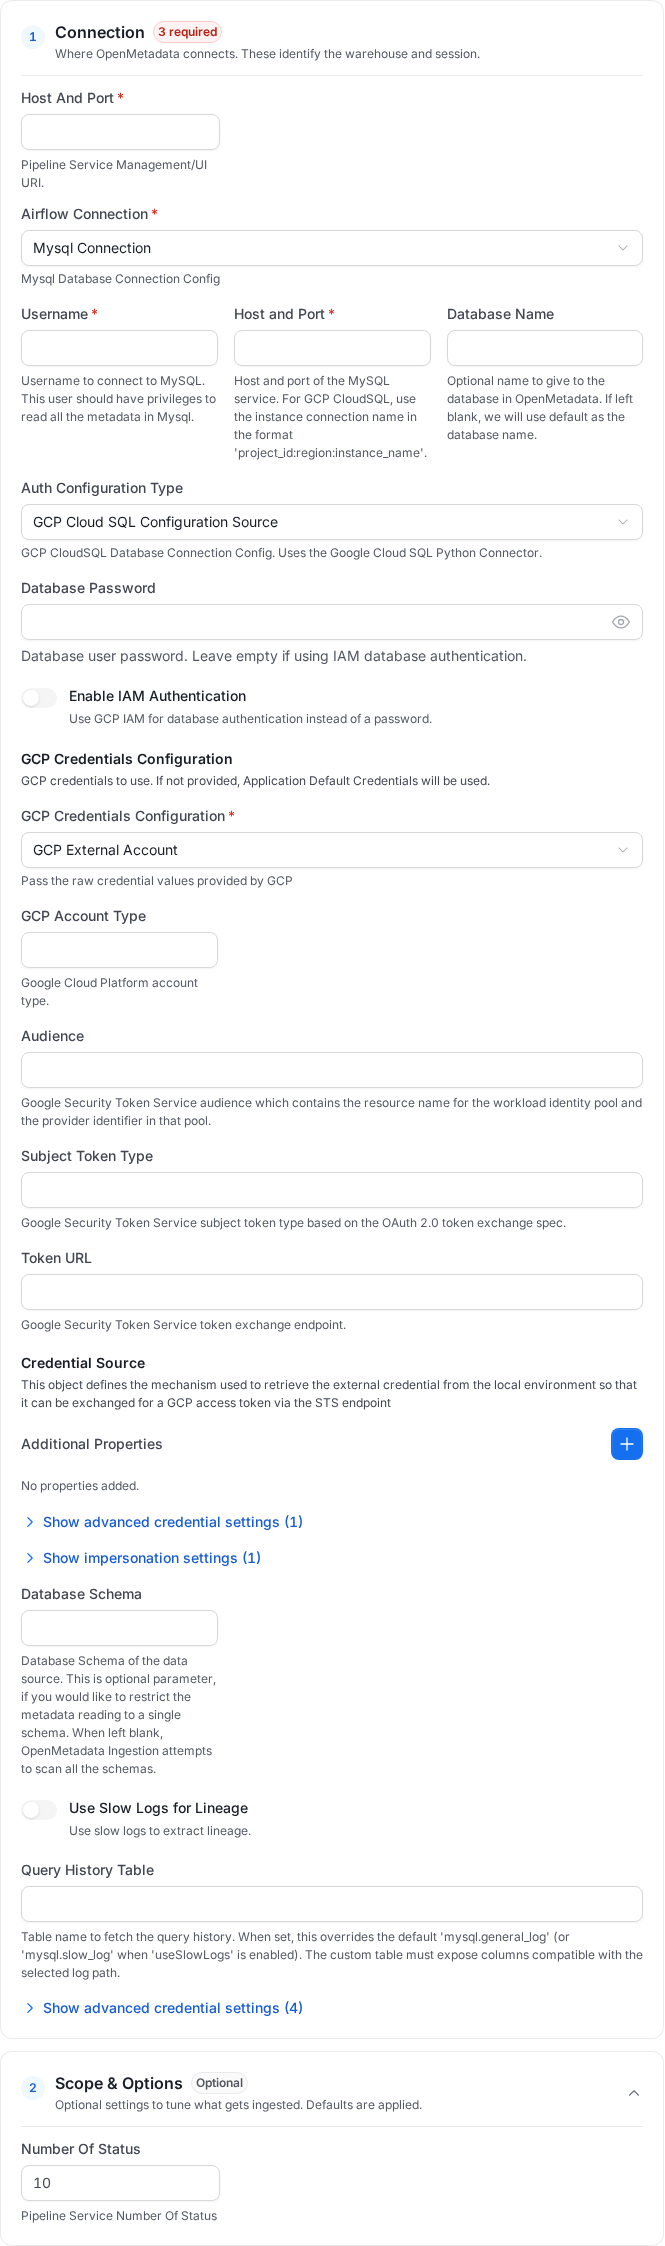 1
Connection 3 required
Where OpenMetadata connects. These identify the warehouse and session.
Host And Port *
Pipeline Service Management/UI
URI.
Airflow Connection *
Mysql Connection
Mysql Database Connection Config
Username *
Username to connect to MySQL.
This user should have privileges to
read all the metadata in Mysql.
Host and Port *
Host and port of the MySQL
service. For GCP CloudSQL, use
the instance connection name in
the format
'project_id:region:instance_name'.
Database Name
Optional name to give to the
database in OpenMetadata. If left
blank, we will use default as the
database name.
Auth Configuration Type
GCP Cloud SQL Configuration Source
GCP CloudSQL Database Connection Config. Uses the Google Cloud SQL Python Connector.
Database Password
Database user password. Leave empty if using IAM database authentication.
Enable IAM Authentication
Use GCP IAM for database authentication instead of a password.
GCP Credentials Configuration
GCP credentials to use. If not provided, Application Default Credentials will be used.
GCP Credentials Configuration *
GCP External Account
Pass the raw credential values provided by GCP
GCP Account Type
Google Cloud Platform account
type.
Audience
Google Security Token Service audience which contains the resource name for the workload identity pool and
the provider identifier in that pool.
Subject Token Type
Google Security Token Service subject token type based on the OAuth 2.0 token exchange spec.
Token URL
Google Security Token Service token exchange endpoint.
Credential Source
This object defines the mechanism used to retrieve the external credential from the local environment so that
it can be exchanged for a GCP access token via the STS endpoint
Additional Properties
No properties added.
Show advanced credential settings (1)
Show impersonation settings (1)
Database Schema
Database Schema of the data
source. This is optional parameter,
if you would like to restrict the
metadata reading to a single
schema. When left blank,
OpenMetadata Ingestion attempts
to scan all the schemas.
Use Slow Logs for Lineage
Use slow logs to extract lineage.
Query History Table
Table name to fetch the query history. When set, this overrides the default 'mysql.general_log' (or
'mysql.slow_log' when 'useSlowLogs' is enabled). The custom table must expose columns compatible with the
selected log path.
Show advanced credential settings (4)
2
Scope & Options Optional
Optional settings to tune what gets ingested. Defaults are applied.
Number Of Status
10
Pipeline Service Number Of Status